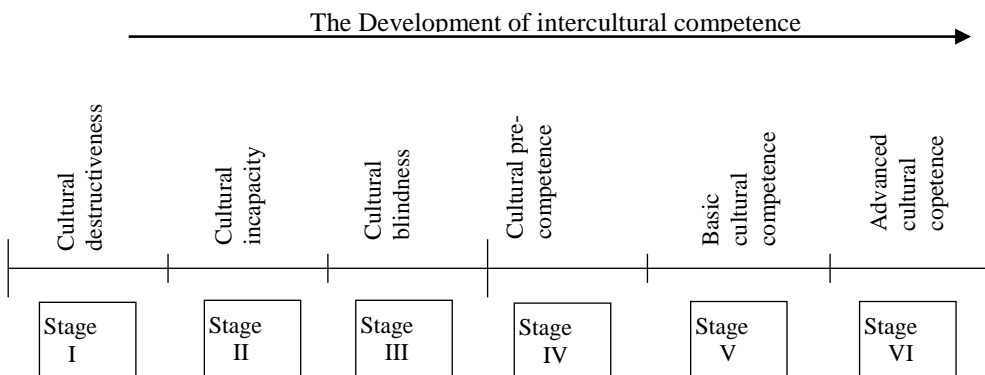 The Development of intercultural competence
Cultural
destructiveness
Cultural
incapacity
Cultural
blindness
Cultural pre-
competence
Basic
cultural
competence
Advanced
cultural
copetence
Stage
I
Stage
II
Stage
III
Stage
IV
Stage
V
Stage
VI